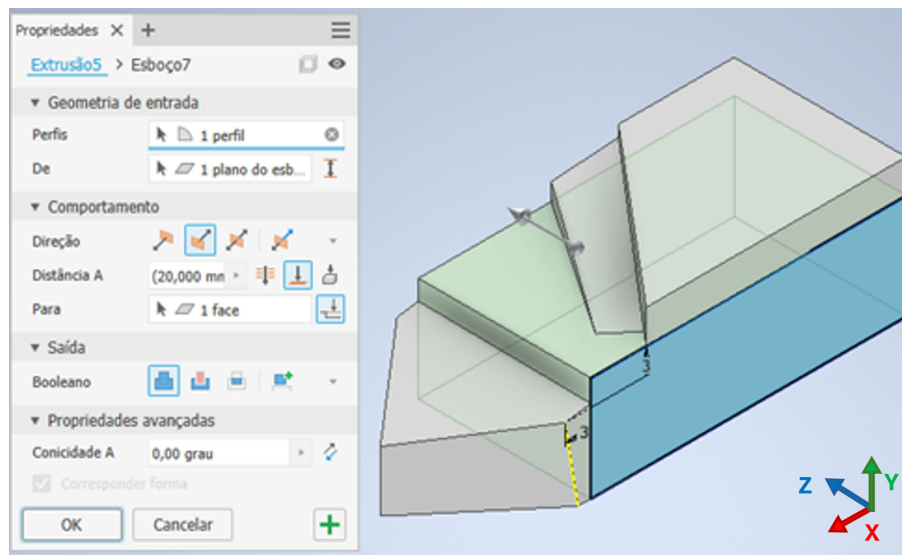 Propriedades × +
Extrusão5 > Esboço7
Geometria de entrada
Perfis 1 perfil
De 1 plano do esb...
Comportamento
Direção
Distância A (20,000 mm
Para 1 face
Saída
Booleano
Propriedades avançadas
Conicidade A 0,00 grau
Corresponder forma
OK Cancelar +
3
3
Z Y
X